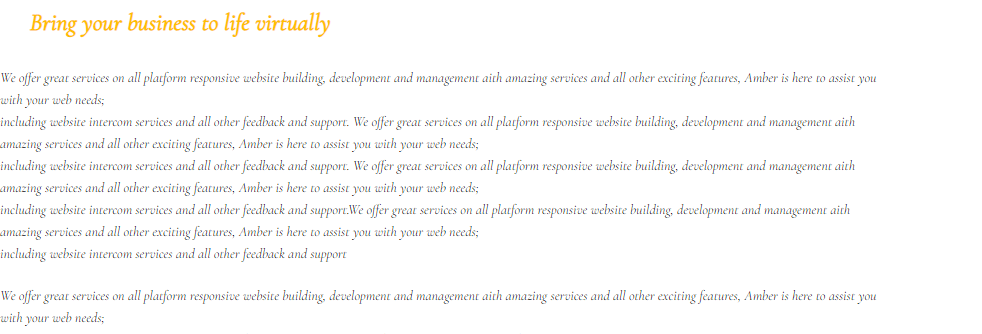 Bring your business to life virtually
We offer great services on all platform responsive website building, development and management aith amazing services and all other exciting features, Amber is here to assist you
with your web needs;
including website intercom services and all other feedback and support. We offer great services on all platform responsive website building, development and management aith
amazing services and all other exciting features, Amber is here to assist you with your web needs;
including website intercom services and all other feedback and support. We offer great services on all platform responsive website building, development and management aith
amazing services and all other exciting features, Amber is here to assist you with your web needs;
including website intercom services and all other feedback and support.We offer great services on all platform responsive website building, development and management aith
amazing services and all other exciting features, Amber is here to assist you with your web needs;
including website intercom services and all other feedback and support
We offer great services on all platform responsive website building, development and management aith amazing services and all other exciting features, Amber is here to assist you
with your web needs;